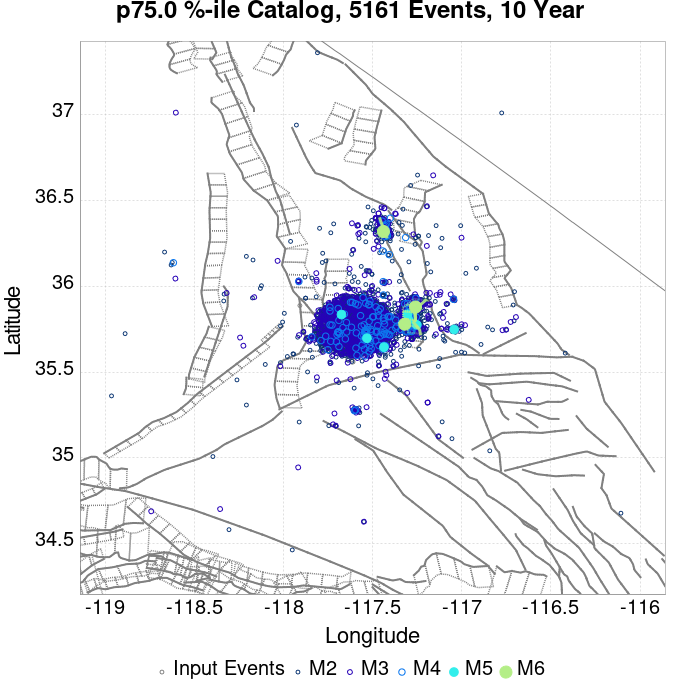 p75.0 %-ile Catalog, 5161 Events, 10 Year
37
36.5
36
35.5
35
34.5
Latitude
-119 -118.5 -118 -117.5 -117 -116.5 -116
Longitude
Input Events M2 M3 M4 M5 M6